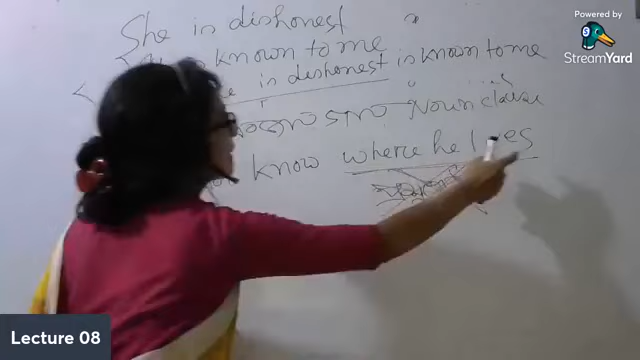 She is dishonest
is known to me
is dishonest is known to me
Noun clause
know where he lives
Powered by
StreamYard
Lecture 08